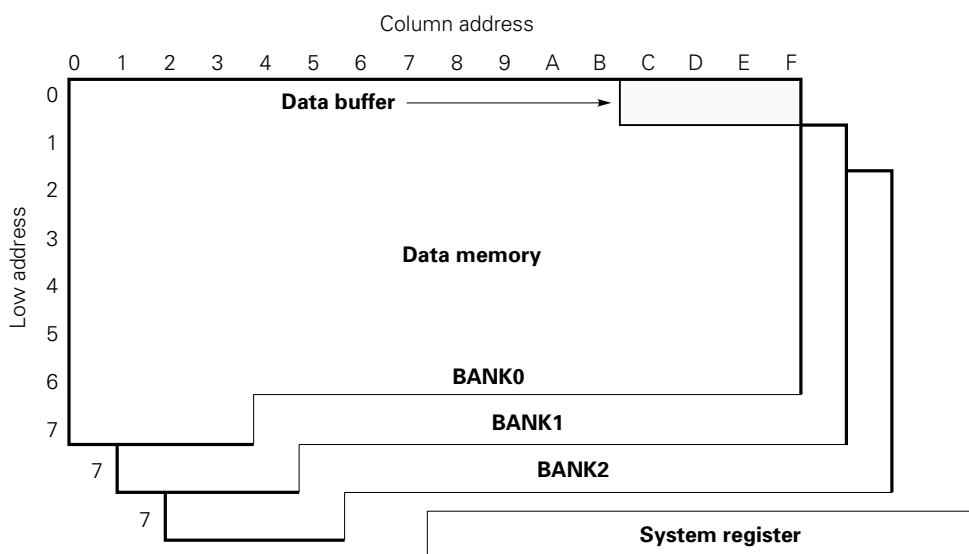 Column address
0 1 2 3 4 5 6 7 8 9 A B C D E F
0
Data buffer
1
2
3
Data memory
Low address
4
5
6
BANK0
7
BANK1
7
BANK2
7
System register